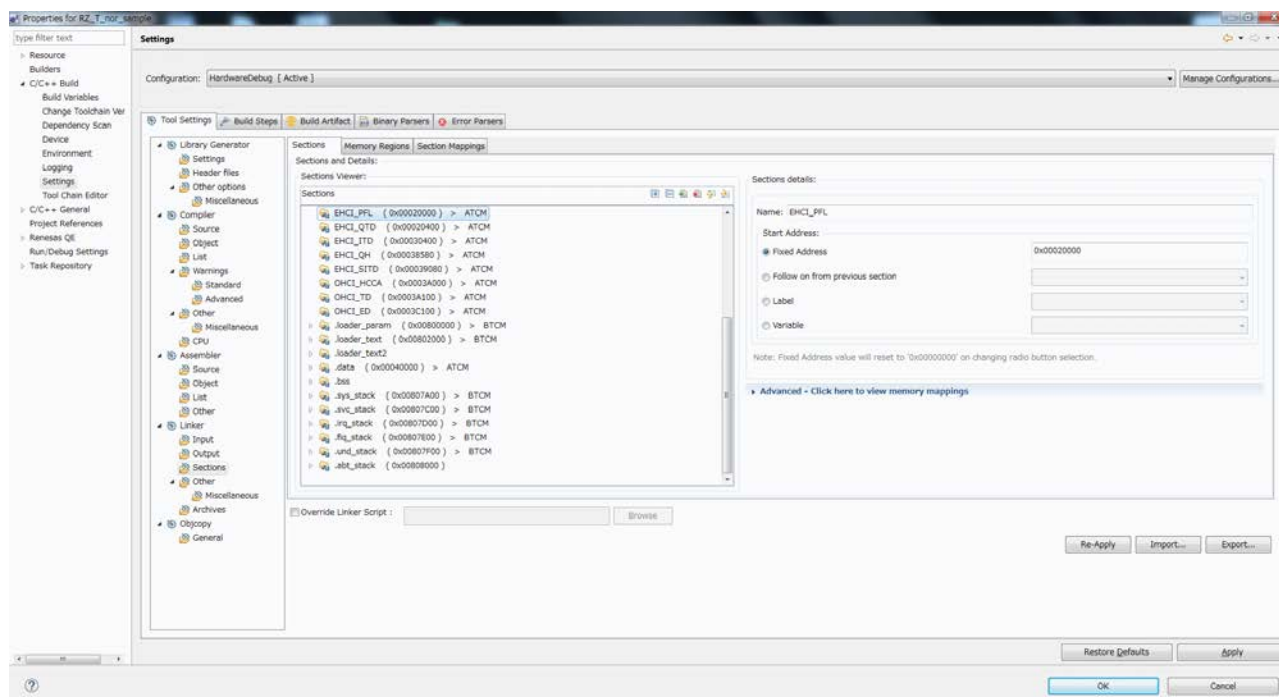 Properties for RZ_T_nor_sample
type filter text
Resource
Builders
C/C++ Build
Build Variables
Change Toolchain Ver
Dependency Scan
Device
Environment
Logging
Settings
Tool Chain Editor
C/C++ General
Project References
Renesas QE
Run/Debug Settings
Task Repository
Settings
Configuration: HardwareDebug [ Active ]
Manage Configurations...
Tool Settings Build Steps Build Artifact Binary Parsers Error Parsers
Library Generator
Settings
Header files
Other options
Miscellaneous
Compiler
Source
Object
List
Warnings
Standard
Advanced
Other
Miscellaneous
CPU
Assembler
Source
Object
List
Other
Linker
Input
Output
Sections
Other
Miscellaneous
Archives
Objcopy
General
Sections Memory Regions Section Mappings
Sections and Details:
Sections Viewer:
Sections
EHCI_PFL ( 0x00020000 ) > ATCM
EHCI_QTD ( 0x00020400 ) > ATCM
EHCI_ITD ( 0x00030400 ) > ATCM
EHCI_QH ( 0x00038580 ) > ATCM
EHCI_SITD ( 0x00039080 ) > ATCM
OHCI_HCCA ( 0x0003A000 ) > ATCM
OHCI_TD ( 0x0003A100 ) > ATCM
OHCI_ED ( 0x0003C100 ) > ATCM
.loader_param ( 0x00800000 ) > BTCM
.loader_text ( 0x00802000 ) > BTCM
.loader_text2
.data ( 0x00040000 ) > ATCM
.bss
.sys_stack ( 0x00807A00 ) > BTCM
.svc_stack ( 0x00807C00 ) > BTCM
.irq_stack ( 0x00807D00 ) > BTCM
.fiq_stack ( 0x00807E00 ) > BTCM
.und_stack ( 0x00807F00 ) > BTCM
.abt_stack ( 0x00808000 )
Sections details:
Name: EHCI_PFL
Start Address:
Fixed Address 0x00020000
Follow on from previous section
Label
Variable
Note: Fixed Address value will reset to '0x00000000' on changing radio button selection.
Advanced - Click here to view memory mappings
Override Linker Script :
Browse
Re-Apply Import... Export...
Restore Defaults Apply
OK Cancel